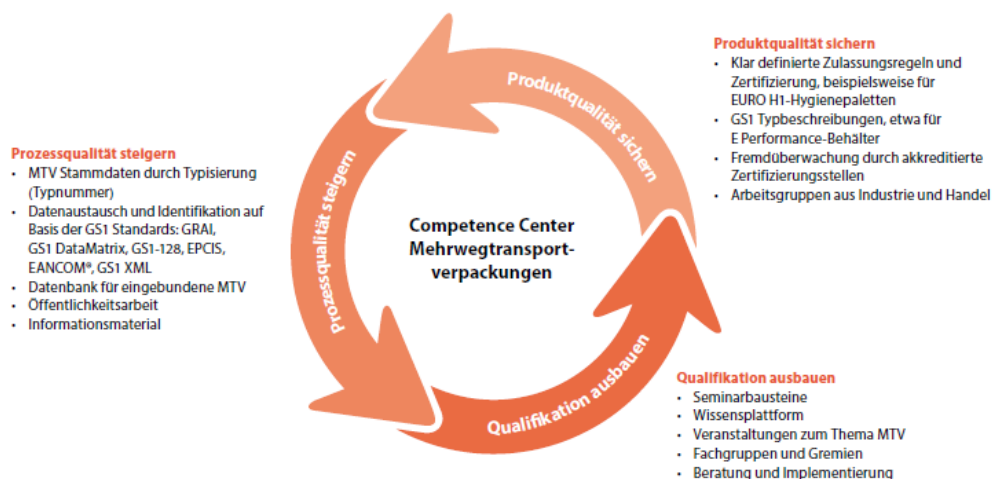 Produktqualität sichern
• Klar definierte Zulassungsregeln und
Zertifizierung, beispielsweise für
EURO H1-Hygienepaletten
• GS1 Typbeschreibungen, etwa für
E Performance-Behälter
• Fremdüberwachung durch akkreditierte
Zertifizierungsstellen
• Arbeitsgruppen aus Industrie und Handel
Prozessqualität steigern
• MTV Stammdaten durch Typisierung
(Typnummer)
• Datenaustausch und Identifikation auf
Basis der GS1 Standards: GRAI,
GS1 DataMatrix, GS1-128, EPCIS,
EANCOM®, GS1 XML
• Datenbank für eingebundene MTV
• Öffentlichkeitsarbeit
• Informationsmaterial
Produktqualität sichern
Prozessqualität steigern
Qualifikation ausbauen
Competence Center
Mehrwegtransport-
verpackungen
Qualifikation ausbauen
• Seminarbausteine
• Wissensplattform
• Veranstaltungen zum Thema MTV
• Fachgruppen und Gremien
• Beratung und Implementierung